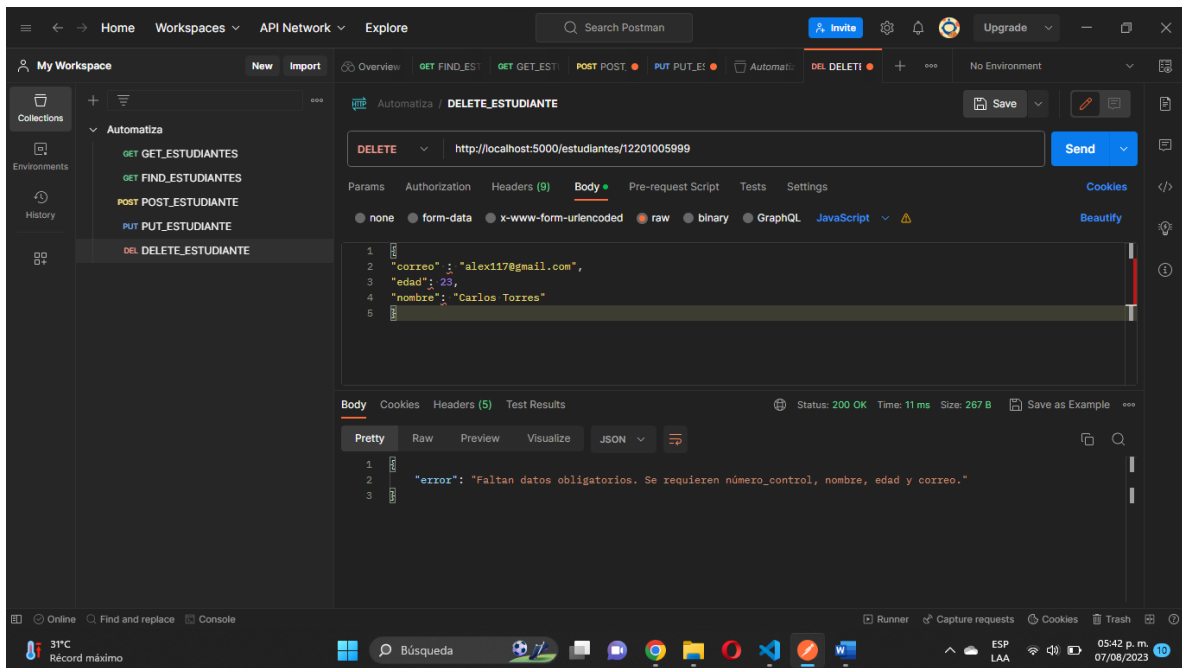 Home Workspaces API Network Explore Search Postman Invite Upgrade
My Workspace New Import Overview GET FIND_EST GET GET_ESTI POST POST_ PUT PUT_ES Automatiz DEL DELETE No Environment
Collections
Environments
History
Automatiza
GET GET_ESTUDIANTES
GET FIND_ESTUDIANTES
POST POST_ESTUDIANTE
PUT PUT_ESTUDIANTE
DEL DELETE_ESTUDIANTE
HTTP Automatiza / DELETE_ESTUDIANTE Save
DELETE http://localhost:5000/estudiantes/12201005999 Send
Params Authorization Headers (9) Body Pre-request Script Tests Settings Cookies
none form-data x-www-form-urlencoded raw binary GraphQL JavaScript Beautify
1 {
2 "correo" : "alex117@gmail.com",
3 "edad": 23,
4 "nombre": "Carlos Torres"
5 }
Body Cookies Headers (5) Test Results Status: 200 OK Time: 11 ms Size: 267 B Save as Example
Pretty Raw Preview Visualize JSON
1 {
2 "error": "Faltan datos obligatorios. Se requieren número_control, nombre, edad y correo."
3 }
Online Find and replace Console Runner Capture requests Cookies Trash
31°C
Récord máximo
Búsqueda
ESP
LAA
05:42 p. m.
07/08/2023
10